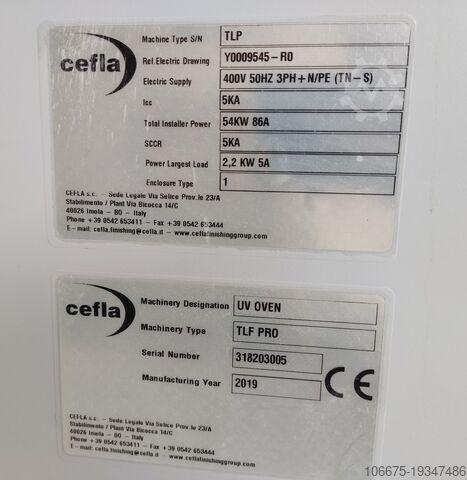 cefla
Machine Type S/N TLP
Ref.Electric Drawing Y0009545-R0
Electric Supply 400V 50HZ 3PH+N/PE (TN-S)
Icc 5KA
Total Installer Power 54KW 86A
SCCR 5KA
Power Largest Load 2,2 KW 5A
Enclosure Type 1
CEFLA s.c. - Sede Legale Via Selice Prov.le 23/A
Stabilimento / Plant Via Bicocca 14/C
40026 Imola - BO - Italy
Phone +39 0542 653411 - Fax +39 0542 653444
E-mail: cefla.finishing@cefla.it - www.ceflafinishinggroup.com
cefla
Machinery Designation UV OVEN
Machinery Type TLF PRO
Serial Number 318203005
Manufacturing Year 2019
CE
CEFLA s.c. - Sede Legale Via Selice Prov.le 23/A
Stabilimento / Plant Via Bicocca 14/C
40026 Imola - BO - Italy
Phone +39 0542 653411 - Fax +39 0542 653444
E-mail: cefla.finishing@cefla.it - www.ceflafinishinggroup.com
106675-19347486